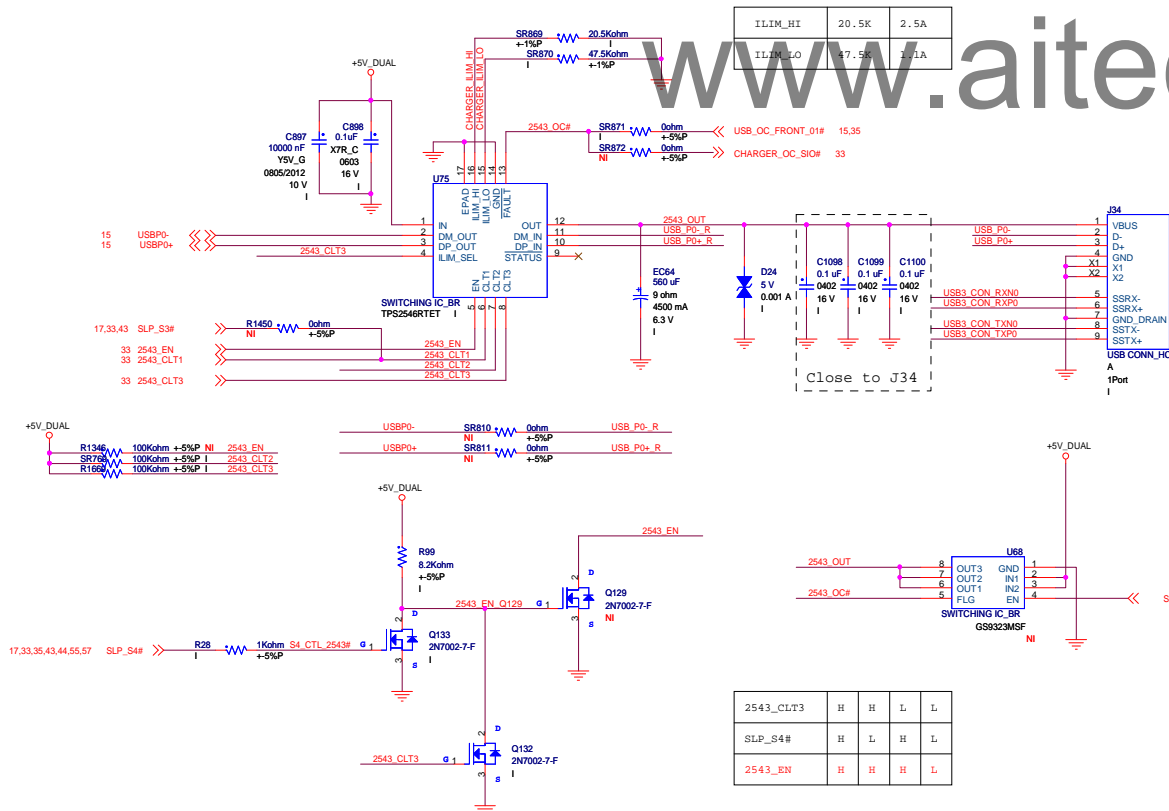 ILIM_HI 20.5K 2.5A
ILIM_LO 47.5K 1.1A
www.aitec
SR869 20.5Kohm
+-1%P I
SR870 47.5Kohm
I +-1%P
CHARGER_ILIM_HI
CHARGER_ILIM_LO
+5V_DUAL
C897
10000 nF
Y5V_G
0805/2012
10 V
I
C898
0.1uF
X7R_C
0603
16 V
I
2543_OC#
SR871 0ohm
I +-5%P
USB_OC_FRONT_01# 15,35
SR872 0ohm
NI +-5%P
CHARGER_OC_SIO# 33
U75
17 16 15 14 13
EPAD
ILIM_HI
ILIM_LO
GND
FAULT
1 IN OUT 12
2 DM_OUT DM_IN 11
3 DP_OUT DP_IN 10
4 ILIM_SEL STATUS 9
EN
CLT1
CLT2
CLT3
5 6 7 8
SWITCHING IC_BR
TPS2546RTET I
15 USBP0-
15 USBP0+
2543_CLT3
2543_OUT
USB_P0-_R
USB_P0+_R
EC64
560 uF
9 ohm
4500 mA
6.3 V
I
D24
5 V
0.001 A
I
C1098
0.1 uF
0402
16 V
I
C1099
0.1 uF
0402
16 V
I
C1100
0.1 uF
0402
16 V
I
Close to J34
J34
1 VBUS
USB_P0- 2 D-
USB_P0+ 3 D+
4 GND
X1 X1
X2 X2
USB3_CON_RXN0 5 SSRX-
USB3_CON_RXP0 6 SSRX+
7 GND_DRAIN
USB3_CON_TXN0 8 SSTX-
USB3_CON_TXP0 9 SSTX+
USB CONN_HO
A
1Port
I
17,33,43 SLP_S3#
R1450 0ohm
NI +-5%P
33 2543_EN 2543_EN
33 2543_CLT1 2543_CLT1
2543_CLT2
33 2543_CLT3 2543_CLT3
+5V_DUAL
R1346 100Kohm +-5%P NI 2543_EN
100Kohm +-5%P I 2543_CLT2
100Kohm +-5%P I 2543_CLT3
USBP0- SR810 0ohm USB_P0-_R
NI +-5%P
USBP0+ SR811 0ohm USB_P0+_R
NI +-5%P
+5V_DUAL
R99
8.2Kohm
+-5%P
I
2543_EN
2543_EN_Q129
G 1 2 D 3 S
Q129
2N7002-7-F
NI
17,33,35,43,44,55,57 SLP_S4#
R28 1Kohm
I +-5%P
S4_CTL_2543#
G 1 2 D 3 S
Q133
2N7002-7-F
I
2543_CLT3
G 1 2 D 3 S
Q132
2N7002-7-F
I
+5V_DUAL
U68
2543_OUT
8 OUT3 GND 1
7 OUT2 IN1 2
6 OUT1 IN2 3
2543_OC# 5 FLG EN 4
S
SWITCHING IC_BR
GS9323MSF
NI
2543_CLT3 H H L L
SLP_S4# H L H L
2543_EN H H H L